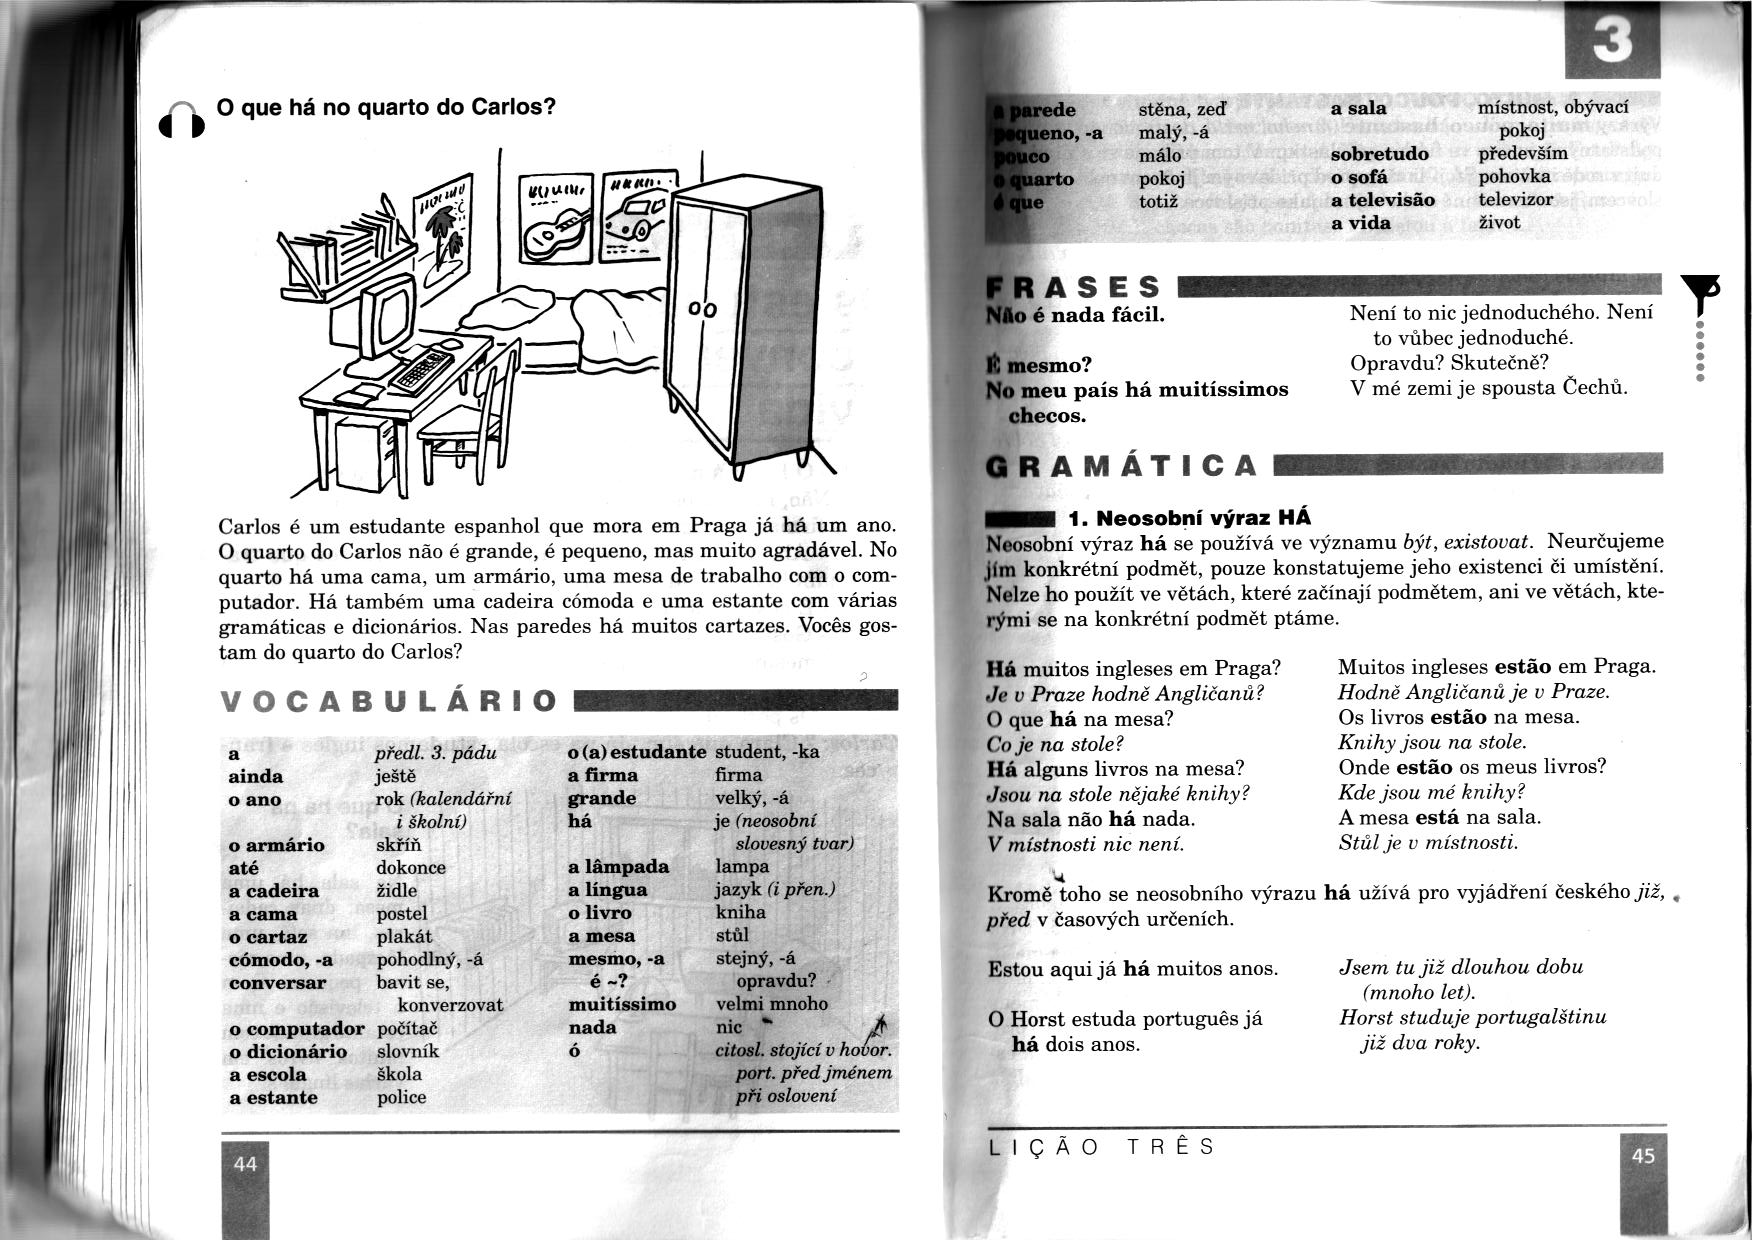 O que há no quarto do Carlos?
Carlos é um estudante espanhol que mora em Praga já há um ano.
O quarto do Carlos não é grande, é pequeno, mas muito agradável. No
quarto há uma cama, um armário, uma mesa de trabalho com o com-
putador. Há também uma cadeira cómoda e uma estante com várias
gramáticas e dicionários. Nas paredes há muitos cartazes. Vocês gos-
tam do quarto do Carlos?
VOCABULÁRIO
a předl. 3. pádu
ainda ještě
o ano rok (kalendářní
i školní)
o armário skříň
até dokonce
a cadeira židle
a cama postel
o cartaz plakát
cómodo, -a pohodlný, -á
conversar bavit se,
konverzovat
o computador počítač
o dicionário slovník
a escola škola
a estante police
o (a) estudante student, -ka
a firma firma
grande velký, -á
há je (neosobní
slovesný tvar)
a lâmpada lampa
a língua jazyk (i přen.)
o livro kniha
a mesa stůl
mesmo, -a stejný, -á
é ~? opravdu?
muitíssimo velmi mnoho
nada nic
ó citosl. stojící v hovor.
port. před jménem
při oslovení
44
3
a parede stěna, zeď
pequeno, -a malý, -á
pouco málo
o quarto pokoj
é que totiž
a sala místnost, obývací
pokoj
sobretudo především
o sofá pohovka
a televisão televizor
a vida život
FRASES
Não é nada fácil. Není to nic jednoduchého. Není
to vůbec jednoduché.
É mesmo? Opravdu? Skutečně?
No meu país há muitíssimos V mé zemi je spousta Čechů.
checos.
GRAMÁTICA
1. Neosobní výraz HÁ
Neosobní výraz há se používá ve významu být, existovat. Neurčujeme
jím konkrétní podmět, pouze konstatujeme jeho existenci či umístění.
Nelze ho použít ve větách, které začínají podmětem, ani ve větách, kte-
rými se na konkrétní podmět ptáme.
Há muitos ingleses em Praga? Muitos ingleses estão em Praga.
Je v Praze hodně Angličanů? Hodně Angličanů je v Praze.
O que há na mesa? Os livros estão na mesa.
Co je na stole? Knihy jsou na stole.
Há alguns livros na mesa? Onde estão os meus livros?
Jsou na stole nějaké knihy? Kde jsou mé knihy?
Na sala não há nada. A mesa está na sala.
V místnosti nic není. Stůl je v místnosti.
Kromě toho se neosobního výrazu há užívá pro vyjádření českého již,
před v časových určeních.
Estou aqui já há muitos anos. Jsem tu již dlouhou dobu
(mnoho let).
O Horst estuda português já Horst studuje portugalštinu
há dois anos. již dva roky.
LIÇÃO TRÊS
45